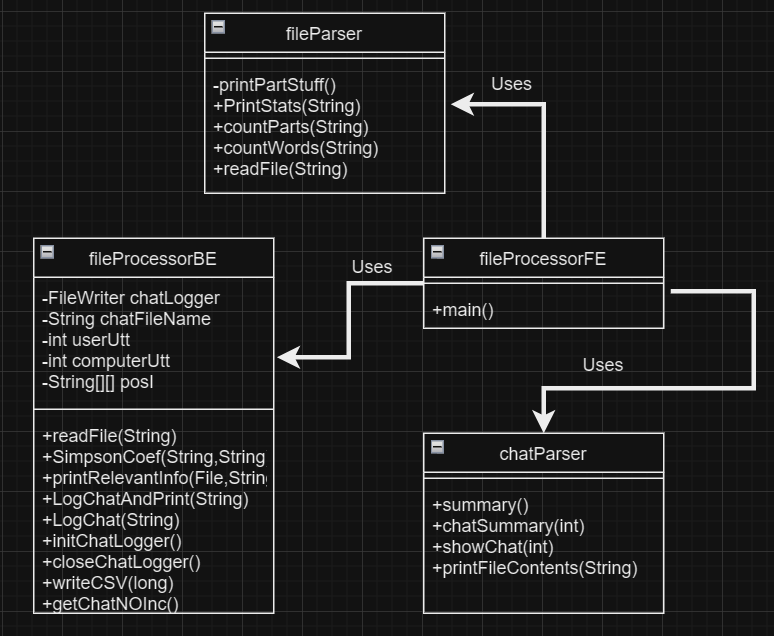 fileParser
-printPartStuff()
+PrintStats(String)
+countParts(String)
+countWords(String)
+readFile(String)
Uses
fileProcessorBE
-FileWriter chatLogger
-String chatFileName
-int userUtt
-int computerUtt
-String[][] posI
+readFile(String)
+SimpsonCoef(String,String
+printRelevantInfo(File,String
+LogChatAndPrint(String)
+LogChat(String)
+initChatLogger()
+closeChatLogger()
+writeCSV(long)
+getChatNOInc()
Uses
fileProcessorFE
+main()
Uses
chatParser
+summary()
+chatSummary(int)
+showChat(int)
+printFileContents(String)